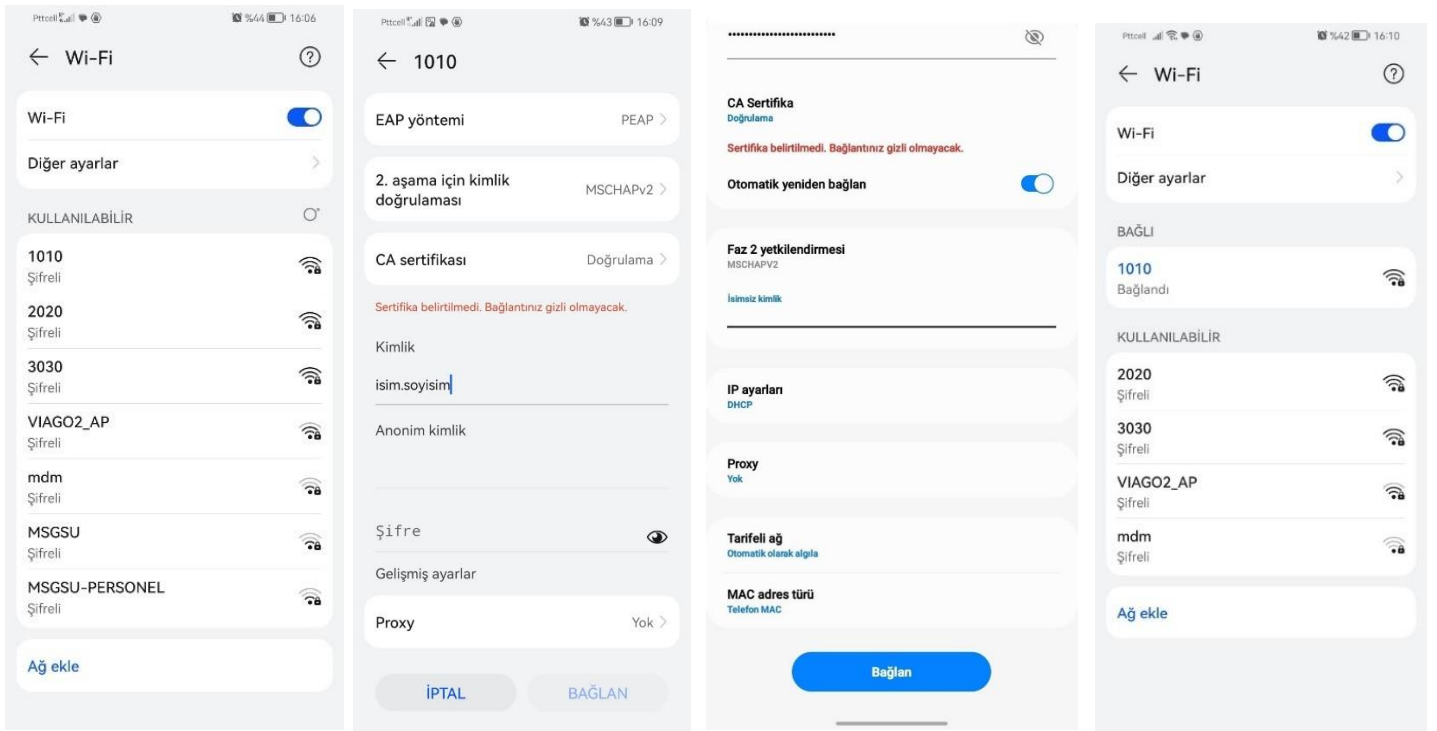 Pttcell %44 16:06
Wi-Fi
Wi-Fi
Diğer ayarlar
KULLANILABİLİR
1010
Şifreli
2020
Şifreli
3030
Şifreli
VIAGO2_AP
Şifreli
mdm
Şifreli
MSGSU
Şifreli
MSGSU-PERSONEL
Şifreli
Ağ ekle
Pttcell %43 16:09
1010
EAP yöntemi PEAP
2. aşama için kimlik
doğrulaması MSCHAPv2
CA sertifikası Doğrulama
Sertifika belirtilmedi. Bağlantınız gizli olmayacak.
Kimlik
isim.soyisim
Anonim kimlik
Şifre
Gelişmiş ayarlar
Proxy Yok
İPTAL BAĞLAN
CA Sertifika
Doğrulama
Sertifika belirtilmedi. Bağlantınız gizli olmayacak.
Otomatik yeniden bağlan
Faz 2 yetkilendirmesi
MSCHAPV2
İsimsiz kimlik
IP ayarları
DHCP
Proxy
Yok
Tarifeli ağ
Otomatik olarak algıla
MAC adres türü
Telefon MAC
Bağlan
Pttcell %42 16:10
Wi-Fi
Wi-Fi
Diğer ayarlar
BAĞLI
1010
Bağlandı
KULLANILABİLİR
2020
Şifreli
3030
Şifreli
VIAGO2_AP
Şifreli
mdm
Şifreli
Ağ ekle